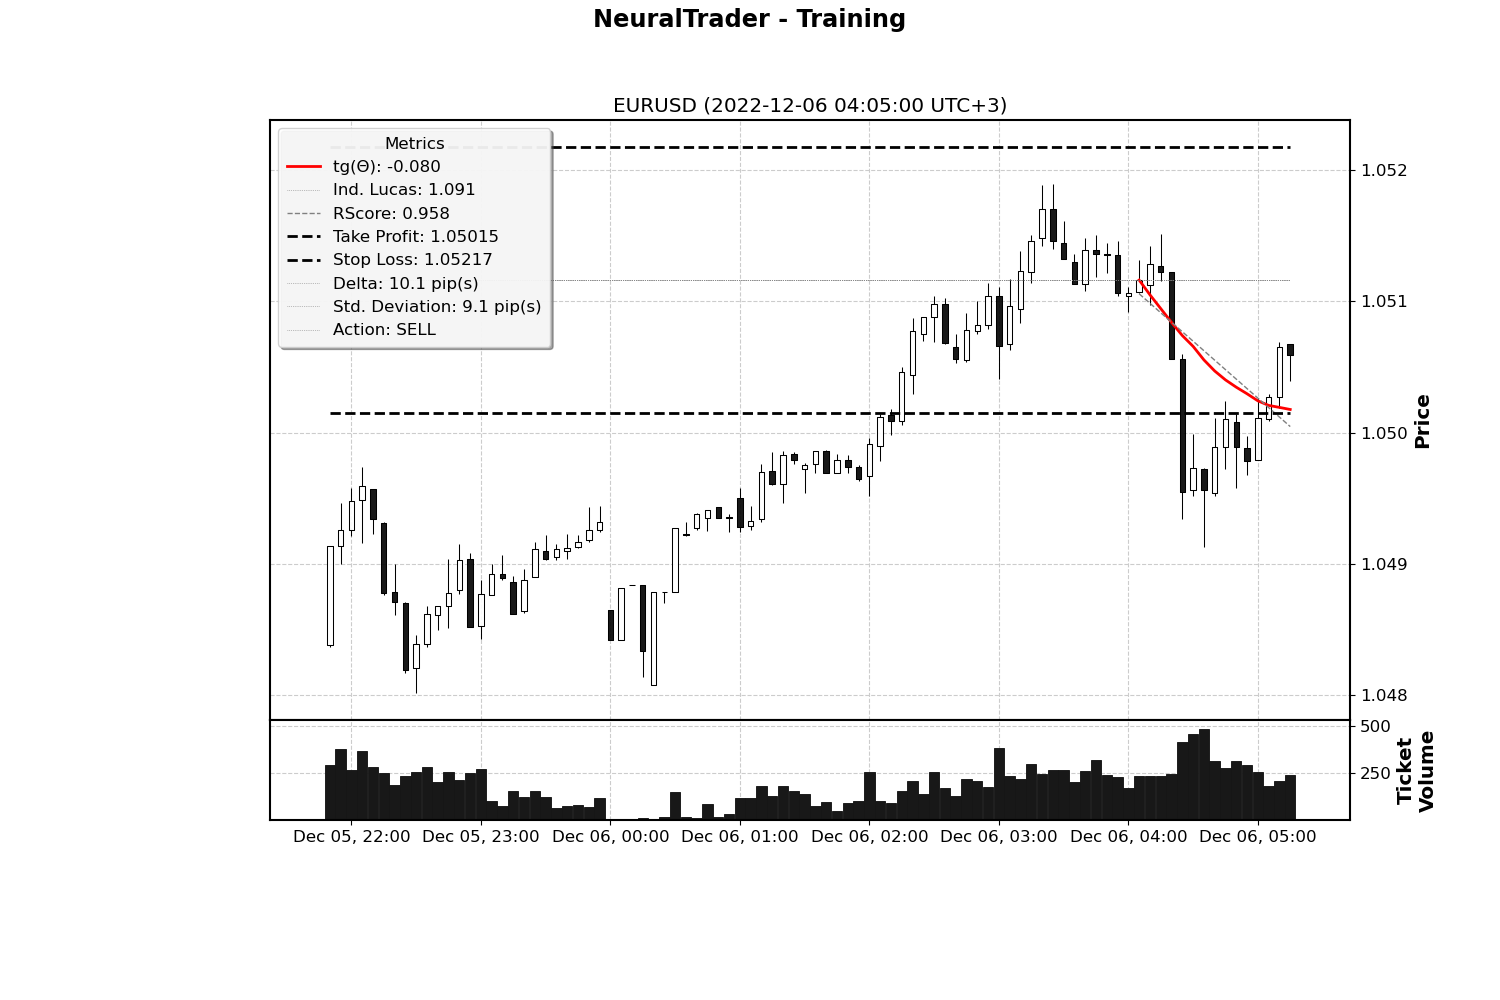 NeuralTrader - Training
EURUSD (2022-12-06 04:05:00 UTC+3)
Metrics
tg(Θ): -0.080
Ind. Lucas: 1.091
RScore: 0.958
Take Profit: 1.05015
Stop Loss: 1.05217
Delta: 10.1 pip(s)
Std. Deviation: 9.1 pip(s)
Action: SELL
1.052
1.051
1.050
1.049
1.048
Price
500
250
Ticket
Volume
Dec 05, 22:00 Dec 05, 23:00 Dec 06, 00:00 Dec 06, 01:00 Dec 06, 02:00 Dec 06, 03:00 Dec 06, 04:00 Dec 06, 05:00